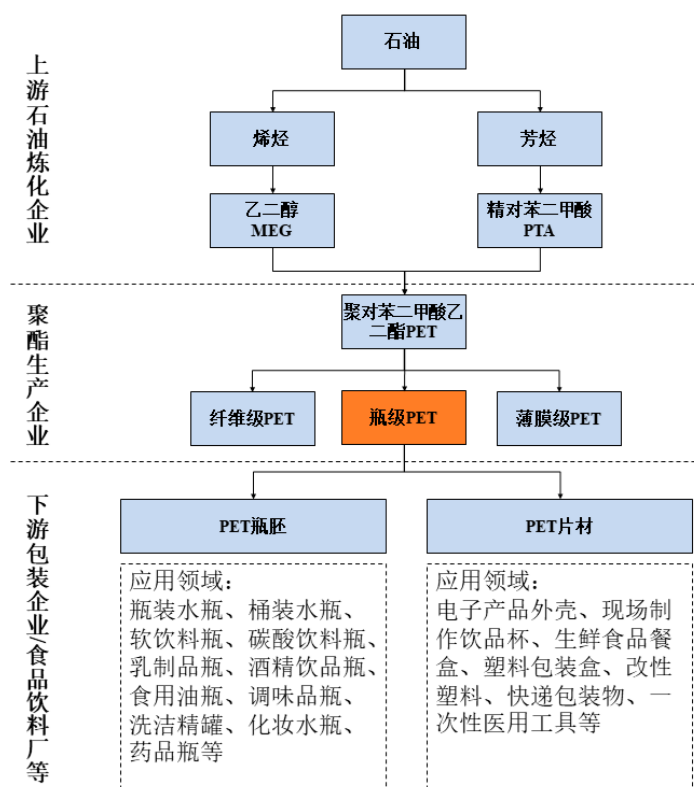 上游石油炼化企业
石油
烯烃
芳烃
乙二醇
MEG
精对苯二甲酸
PTA
聚酯生产企业
聚对苯二甲酸乙
二酯PET
纤维级PET
瓶级PET
薄膜级PET
下游包装企业/食品饮料厂等
PET瓶胚
PET片材
应用领域：
瓶装水瓶、桶装水瓶、
软饮料瓶、碳酸饮料瓶、
乳制品瓶、酒精饮品瓶、
食用油瓶、调味品瓶、
洗洁精罐、化妆水瓶、
药品瓶等
应用领域：
电子产品外壳、现场制
作饮品杯、生鲜食品餐
盒、塑料包装盒、改性
塑料、快递包装物、一
次性医用工具等